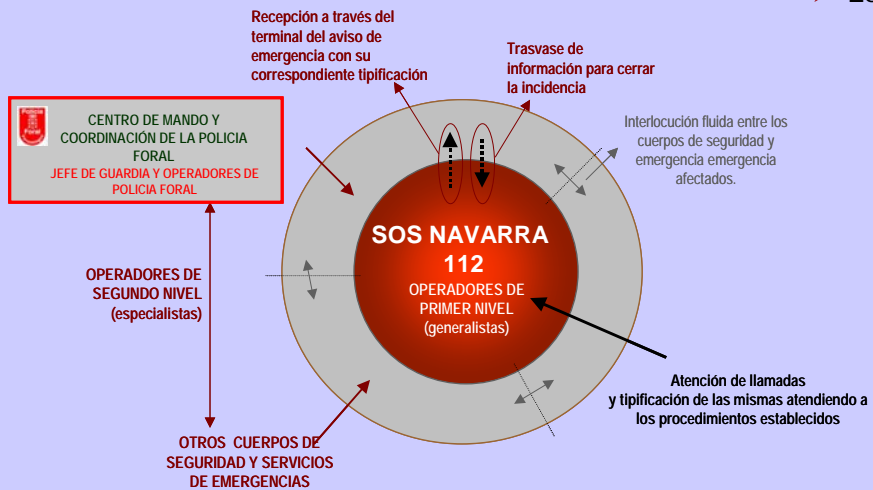 Recepción a través del
terminal del aviso de
emergencia con su
correspondiente tipificación
Trasvase de
información para cerrar
la incidencia
Interlocución fluida entre los
cuerpos de seguridad y
emergencia emergencia
afectados.
Policía
Foral
CENTRO DE MANDO Y
COORDINACIÓN DE LA POLICIA
FORAL
JEFE DE GUARDIA Y OPERADORES DE
POLICIA FORAL
SOS NAVARRA
112
OPERADORES DE
PRIMER NIVEL
(generalistas)
OPERADORES DE
SEGUNDO NIVEL
(especialistas)
Atención de llamadas
y tipificación de las mismas atendiendo a
los procedimientos establecidos
OTROS CUERPOS DE
SEGURIDAD Y SERVICIOS
DE EMERGENCIAS